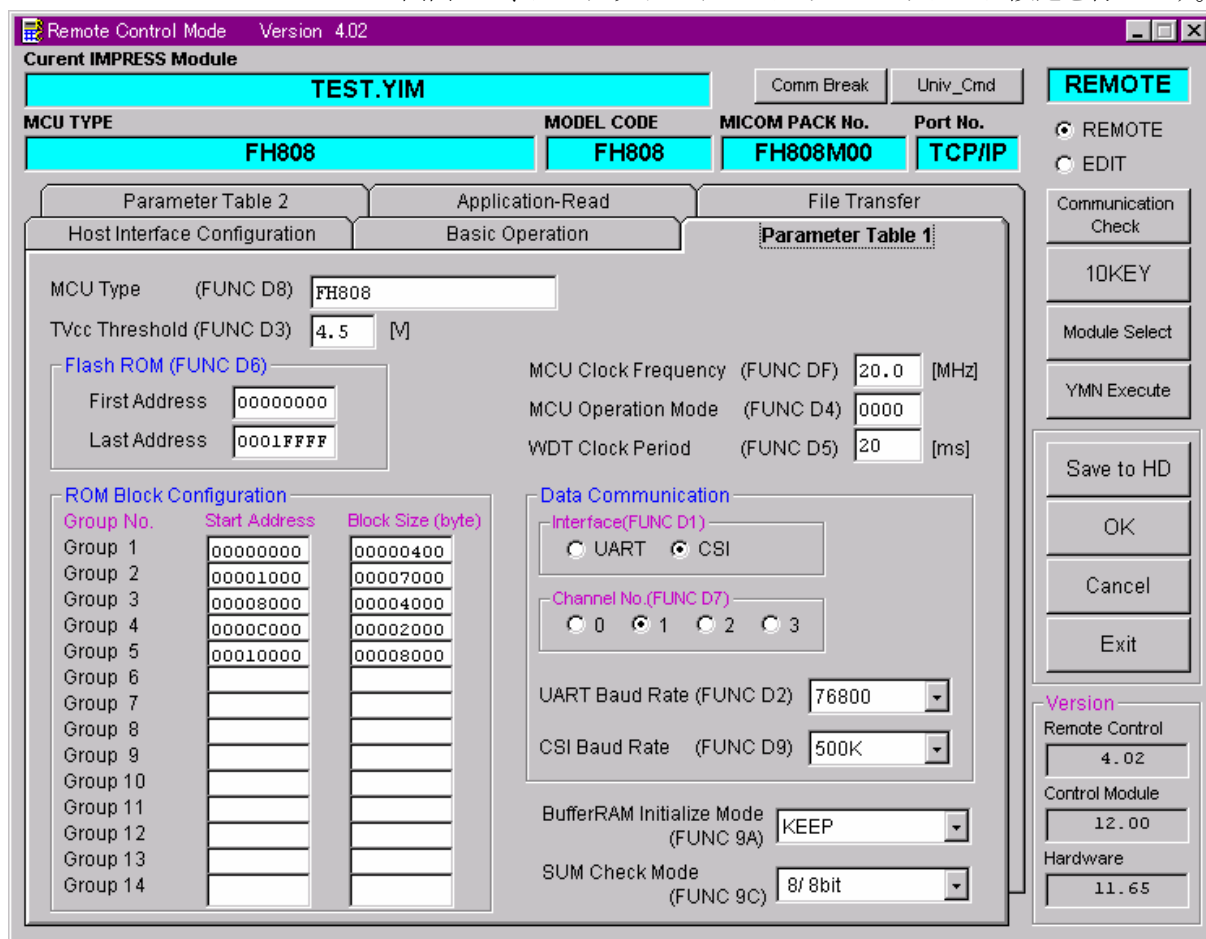 Remote Control Mode Version 4.02
Curent IMPRESS Module
TEST.YIM
Comm Break
Univ_Cmd
REMOTE
MCU TYPE
MODEL CODE
MICOM PACK No.
Port No.
FH808
FH808
FH808M00
TCP/IP
REMOTE
EDIT
Parameter Table 2
Application-Read
File Transfer
Host Interface Configuration
Basic Operation
Parameter Table 1
Communication Check
10KEY
Module Select
YMN Execute
Save to HD
OK
Cancel
Exit
MCU Type (FUNC D8) FH808
TVcc Threshold (FUNC D3) 4.5 [V]
Flash ROM (FUNC D6)
First Address 00000000
Last Address 0001FFFF
MCU Clock Frequency (FUNC DF) 20.0 [MHz]
MCU Operation Mode (FUNC D4) 0000
WDT Clock Period (FUNC D5) 20 [ms]
ROM Block Configuration
Group No. Start Address Block Size (byte)
Group 1 00000000 00000400
Group 2 00001000 00007000
Group 3 00008000 00004000
Group 4 0000C000 00002000
Group 5 00010000 00008000
Group 6
Group 7
Group 8
Group 9
Group 10
Group 11
Group 12
Group 13
Group 14
Data Communication
Interface(FUNC D1)
UART CSI
Channel No.(FUNC D7)
0 1 2 3
UART Baud Rate (FUNC D2) 76800
CSI Baud Rate (FUNC D9) 500K
BufferRAM Initialize Mode
(FUNC 9A) KEEP
SUM Check Mode
(FUNC 9C) 8/ 8bit
Version
Remote Control
4.02
Control Module
12.00
Hardware
11.65